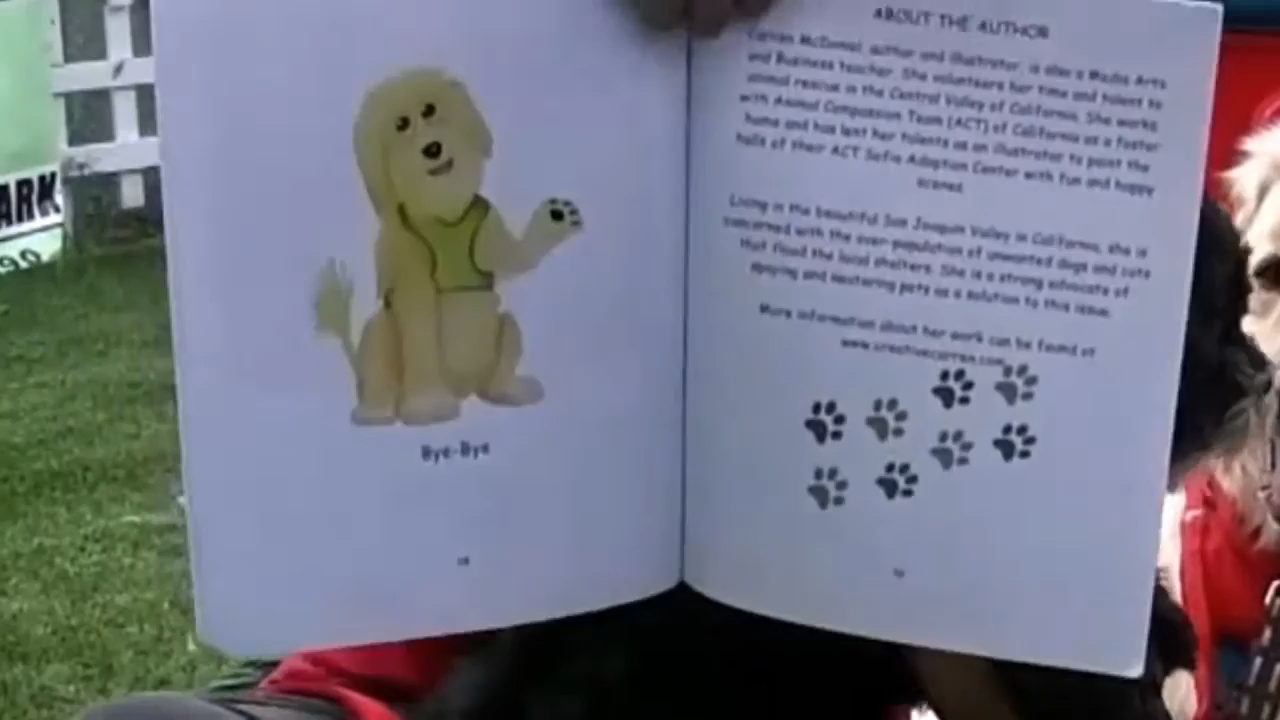 ARK
Bye-Bye
18
ABOUT THE AUTHOR
Carren McDonnal, author and illustrator, is also a Media Arts
and Business teacher. She volunteers her time and talent to
animal rescue in the Central Valley of California. She works
with Animal Compassion Team (ACT) of California as a foster
home and has lent her talents as an illustrator to paint the
halls of their ACT Sofia Adoption Center with fun and happy
scenes.
Living in the beautiful San Joaquin Valley in California, she is
concerned with the over-population of unwanted dogs and cats
that flood the local shelters. She is a strong advocate of
spaying and neutering pets as a solution to this issue.
More information about her work can be found at
www.creativecarren.com